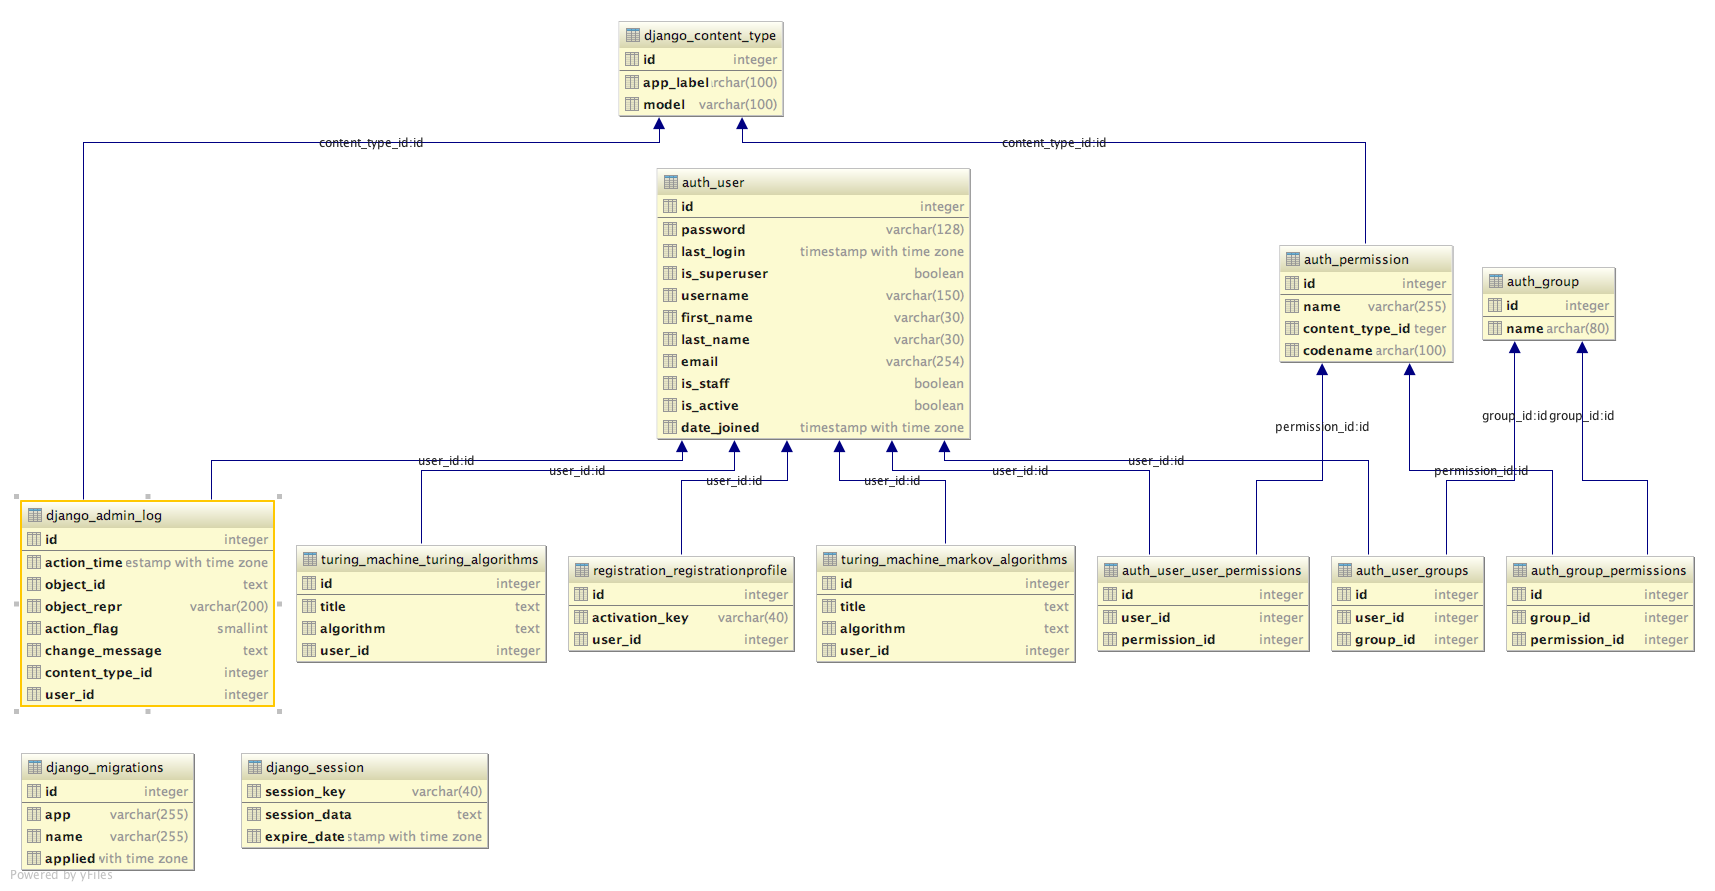 django_content_type
id integer
app_label rchar(100)
model varchar(100)
content_type_id:id
content_type_id:id
auth_user
id integer
password varchar(128)
last_login timestamp with time zone
is_superuser boolean
username varchar(150)
first_name varchar(30)
last_name varchar(30)
email varchar(254)
is_staff boolean
is_active boolean
date_joined timestamp with time zone
auth_permission
id integer
name varchar(255)
content_type_id teger
codename archar(100)
auth_group
id integer
name archar(80)
group_id:id
group_id:id
permission_id:id
permission_id:id
user_id:id
user_id:id
user_id:id
user_id:id
user_id:id
user_id:id
django_admin_log
id integer
action_time estamp with time zone
object_id text
object_repr varchar(200)
action_flag smallint
change_message text
content_type_id integer
user_id integer
turing_machine_turing_algorithms
id integer
title text
algorithm text
user_id integer
registration_registrationprofile
id integer
activation_key varchar(40)
user_id integer
turing_machine_markov_algorithms
id integer
title text
algorithm text
user_id integer
auth_user_user_permissions
id integer
user_id integer
permission_id integer
auth_user_groups
id integer
user_id integer
group_id integer
auth_group_permissions
id integer
group_id integer
permission_id integer
django_migrations
id integer
app varchar(255)
name varchar(255)
applied vith time zone
django_session
session_key varchar(40)
session_data text
expire_date stamp with time zone
Powered by yFiles